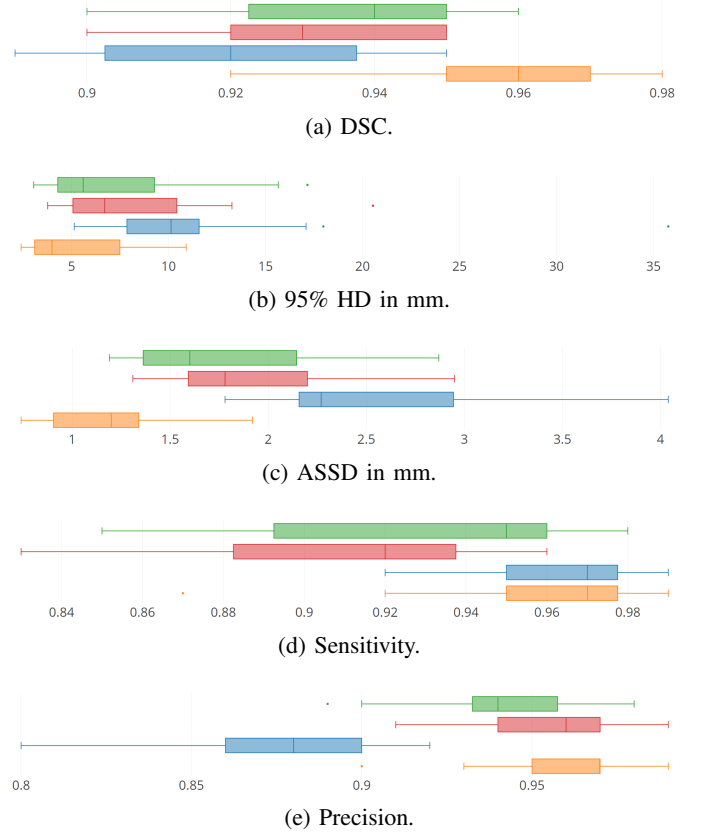 0.9 0.92 0.94 0.96 0.98
(a) DSC.
5 10 15 20 25 30 35
(b) 95% HD in mm.
1 1.5 2 2.5 3 3.5 4
(c) ASSD in mm.
0.84 0.86 0.88 0.9 0.92 0.94 0.96 0.98
(d) Sensitivity.
0.8 0.85 0.9 0.95
(e) Precision.